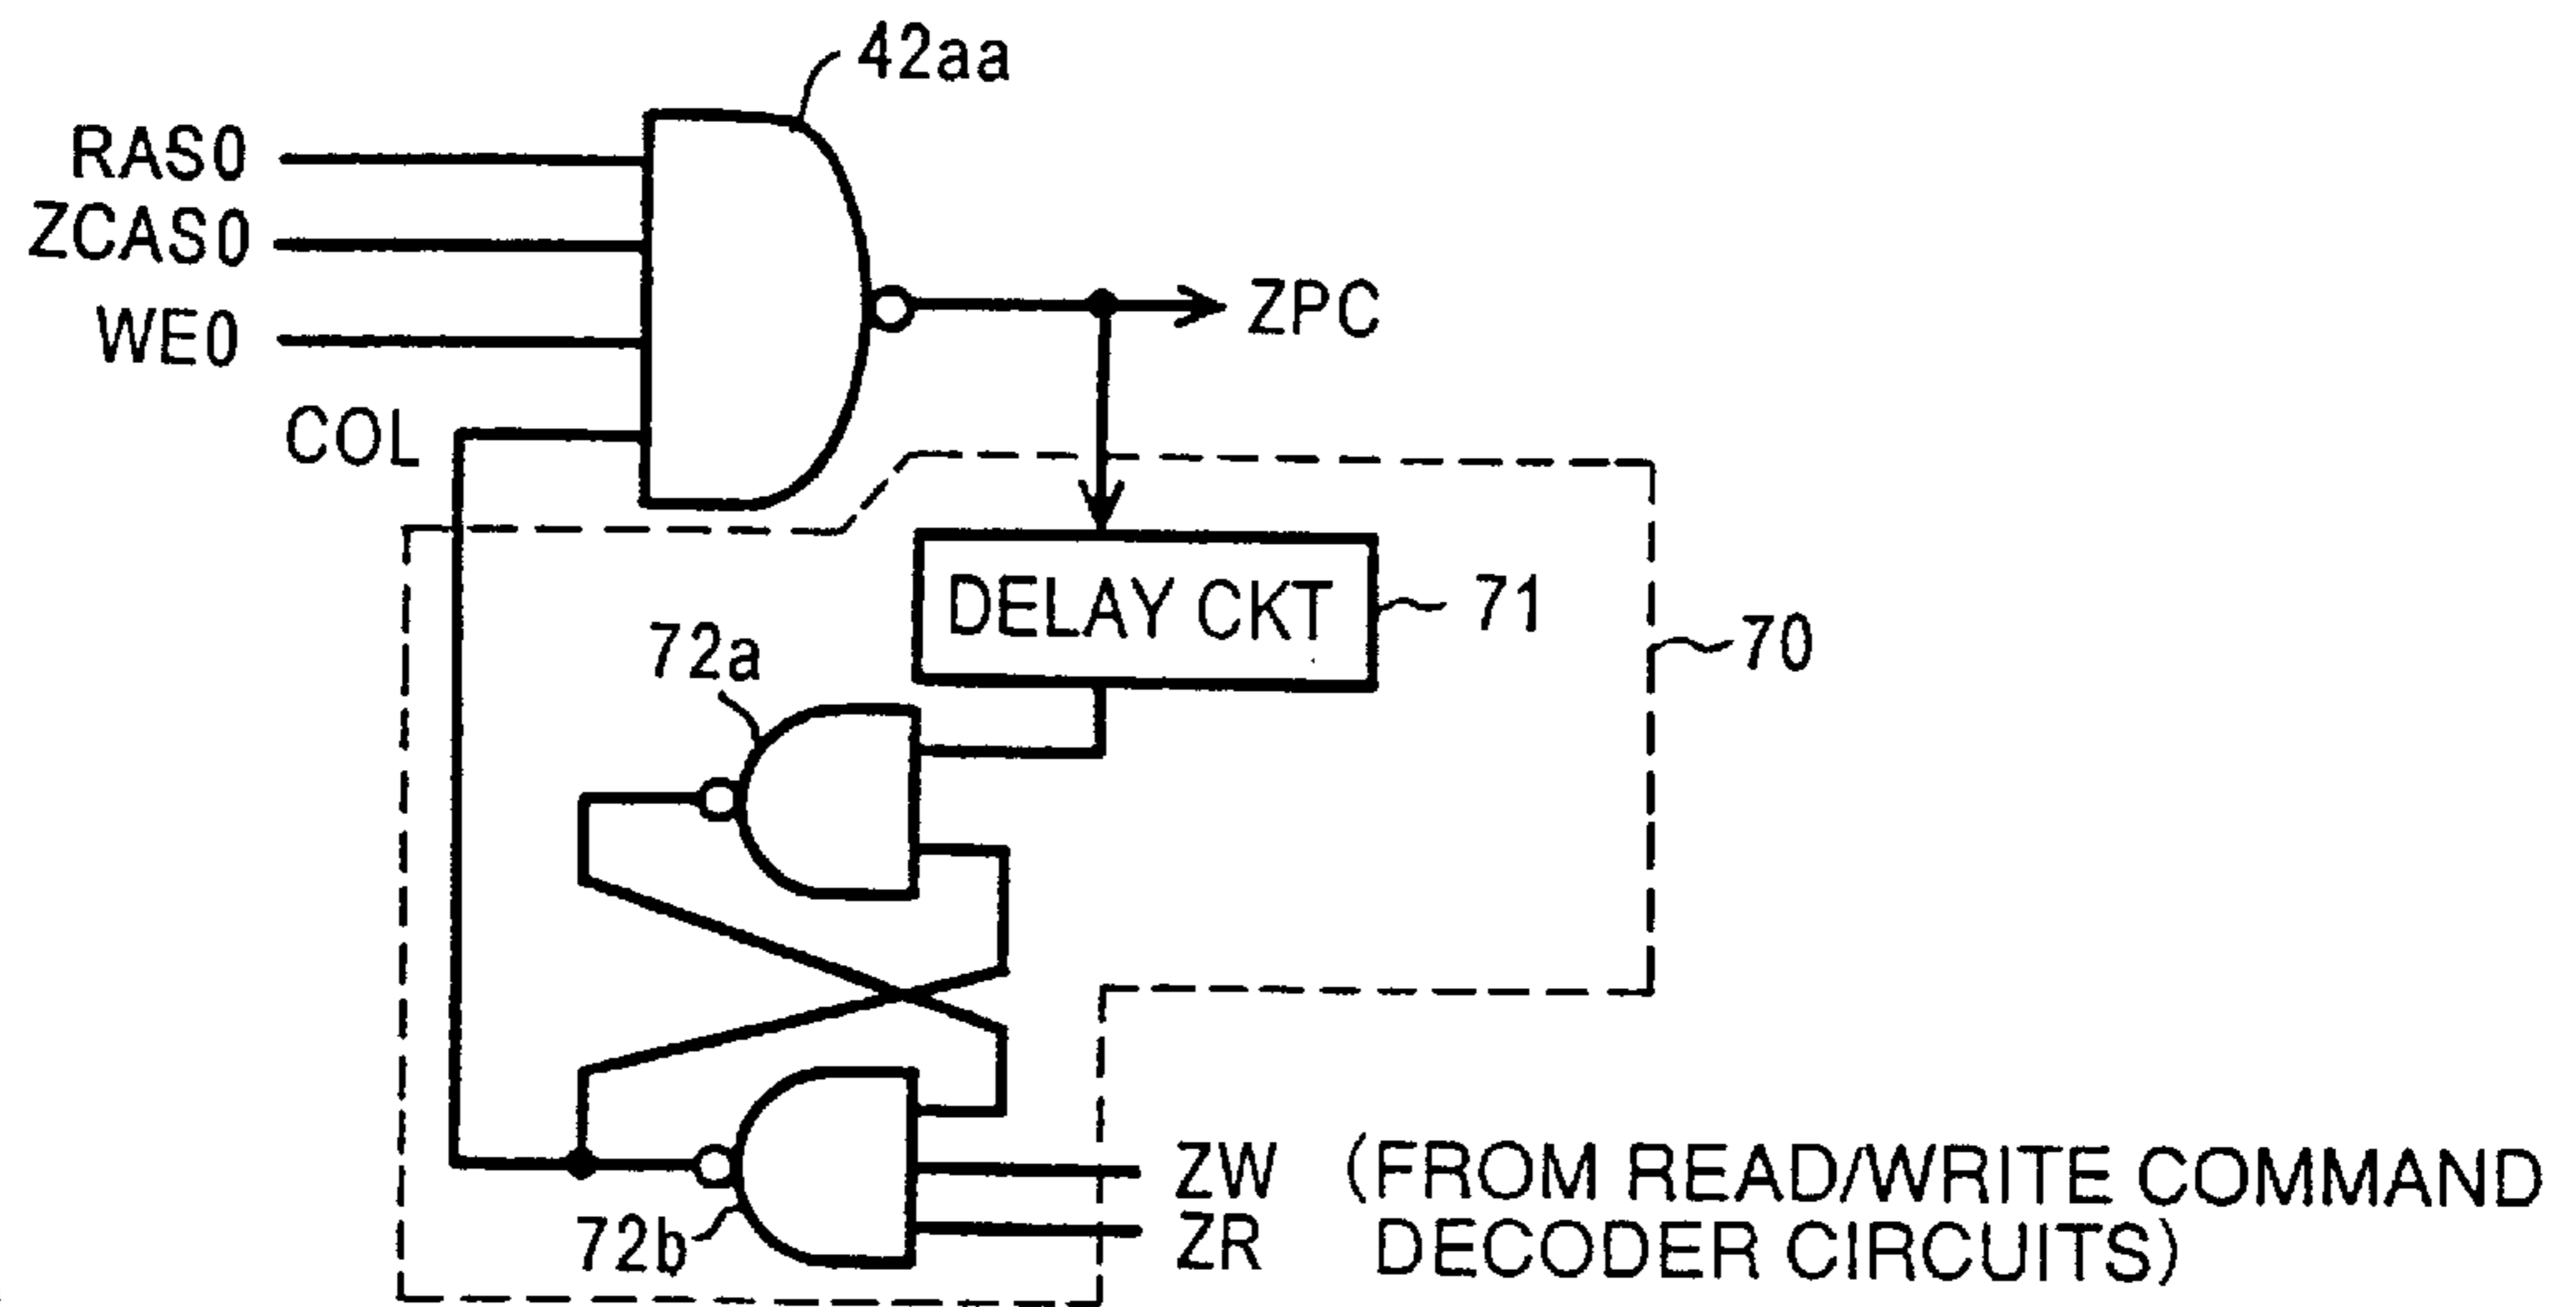 42aa
RAS0
ZCAS0
WE0
COL
ZPC
DELAY CKT
71
70
72a
72b
ZW (FROM READ/WRITE COMMAND
ZR DECODER CIRCUITS)